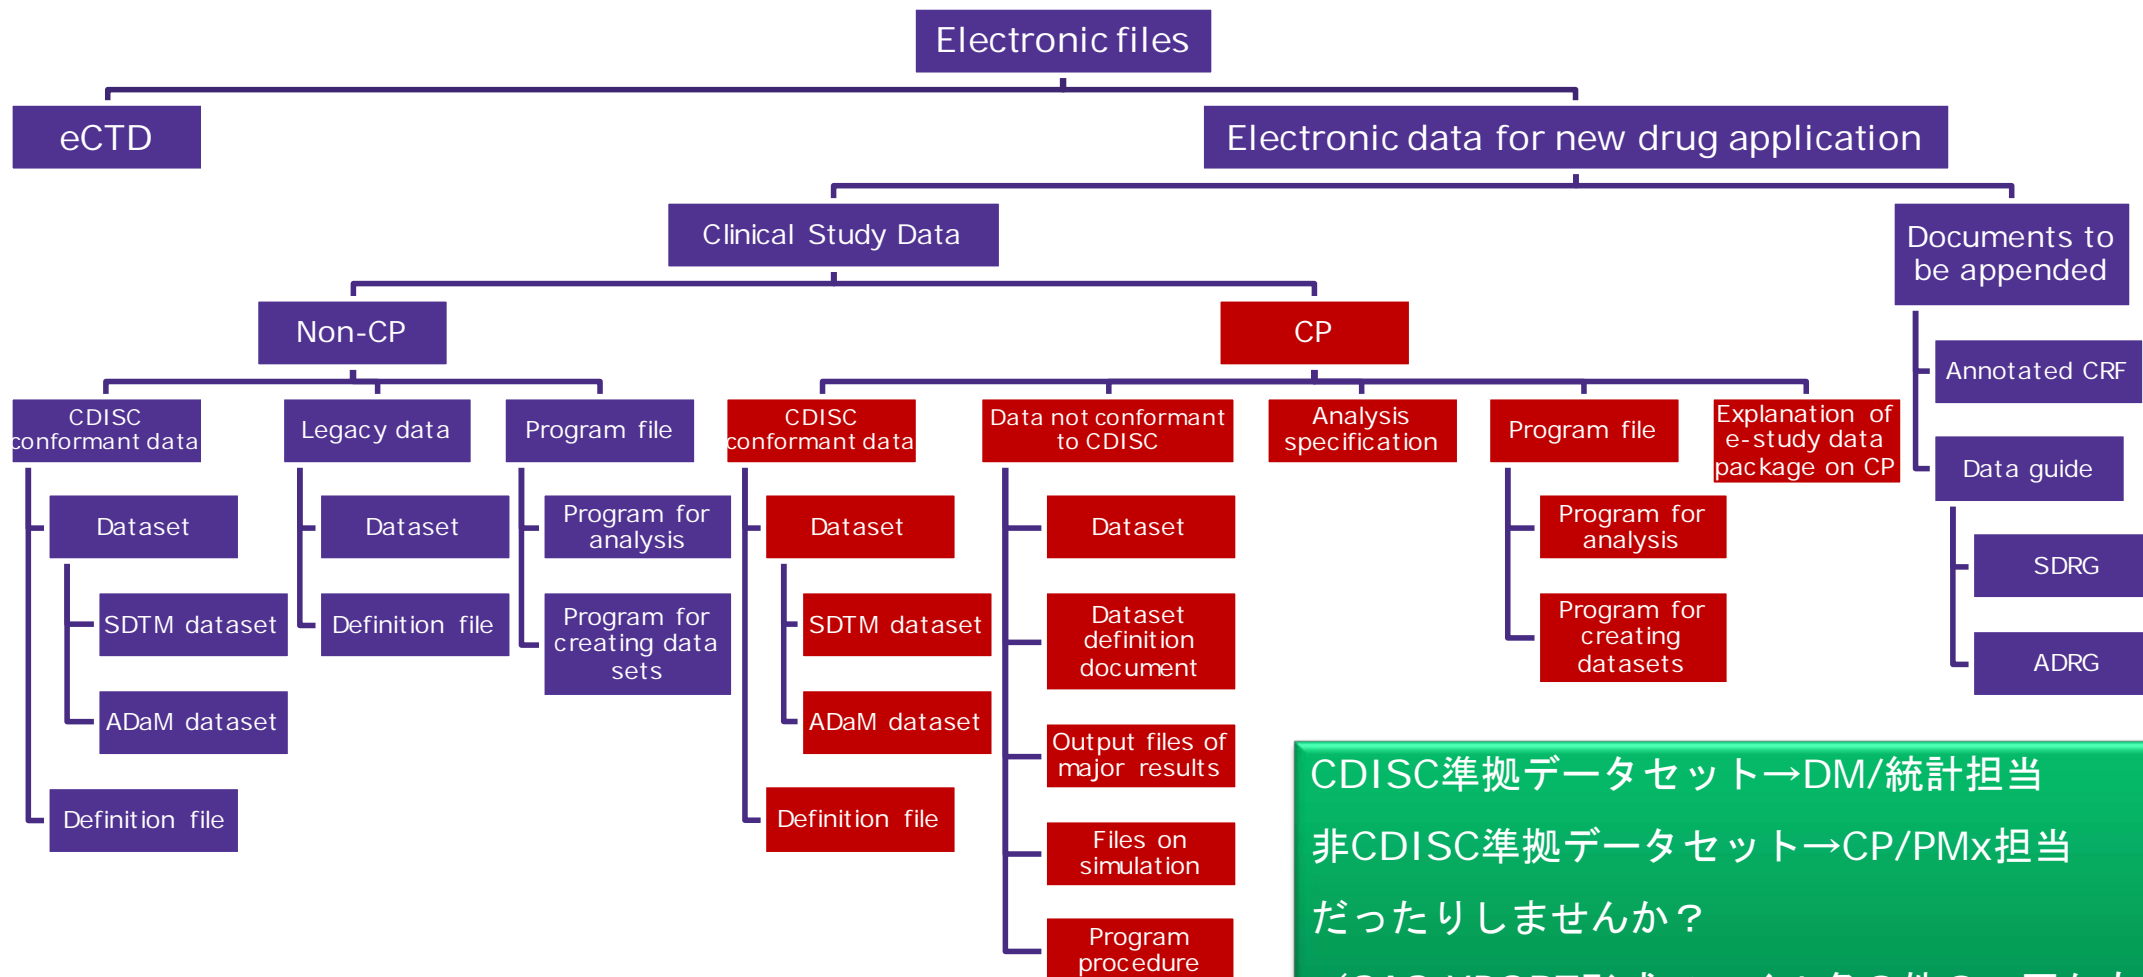 Electronic files
eCTD
Electronic data for new drug application
Clinical Study Data
Documents to
be appended
Non-CP
CP
Annotated CRF
Data guide
SDRG
ADRG
CDISC
conformant data
Legacy data
Program file
CDISC
conformant data
Data not conformant
to CDISC
Analysis
specification
Program file
Explanation of
e-study data
package on CP
Dataset
SDTM dataset
ADaM dataset
Definition file
Dataset
Definition file
Program for
analysis
Program for
creating data
sets
Dataset
SDTM dataset
ADaM dataset
Definition file
Dataset
Dataset
definition
document
Output files of
major results
Files on
simulation
Program
procedure
Program for
analysis
Program for
creating
datasets
CDISC準拠データセット→DM/統計担当
非CDISC準拠データセット→CP/PMx担当
だったりしませんか？